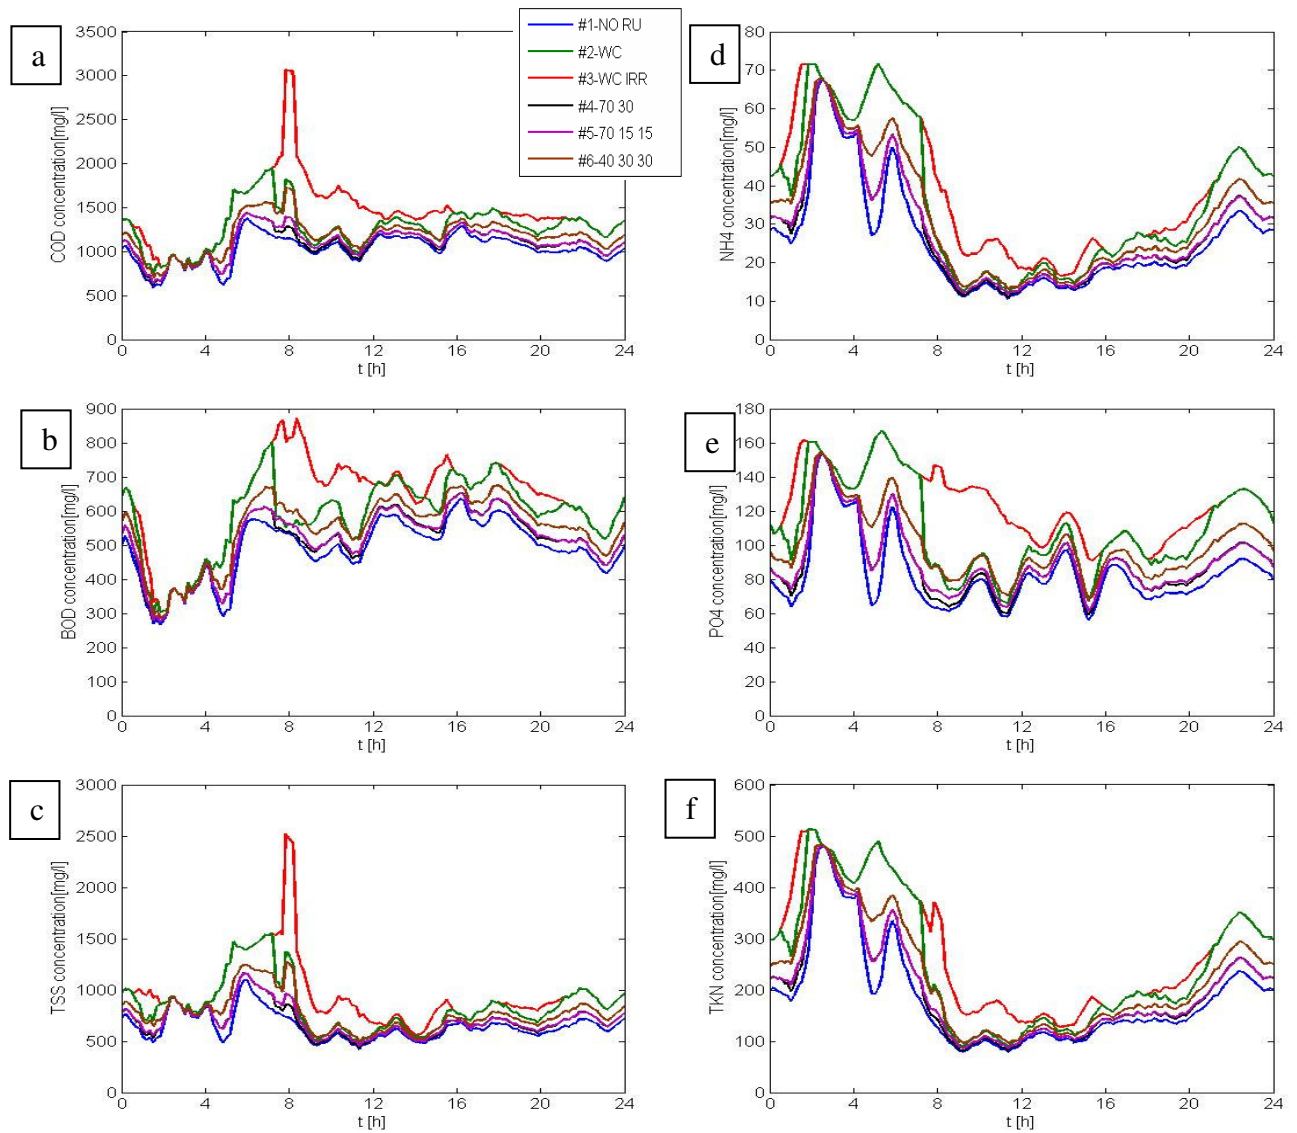 a
3500
3000
2500
2000
1500
1000
500
0
COD concentration[mg/l]
0 4 8 12 16 20 24
t [h]
#1-NO RU
#2-WC
#3-WC IRR
#4-70 30
#5-70 15 15
#6-40 30 30
d
80
70
60
50
40
30
20
10
0
NH4 concentration[mg/l]
0 4 8 12 16 20 24
t [h]
b
900
800
700
600
500
400
300
200
100
0
BOD concentration[mg/l]
0 4 8 12 16 20 24
t [h]
e
180
160
140
120
100
80
60
40
20
0
PO4 concentration[mg/l]
0 4 8 12 16 20 24
t [h]
c
3000
2500
2000
1500
1000
500
0
TSS concentration[mg/l]
0 4 8 12 16 20 24
t [h]
f
600
500
400
300
200
100
0
TKN concentration[mg/l]
0 4 8 12 16 20 24
t [h]